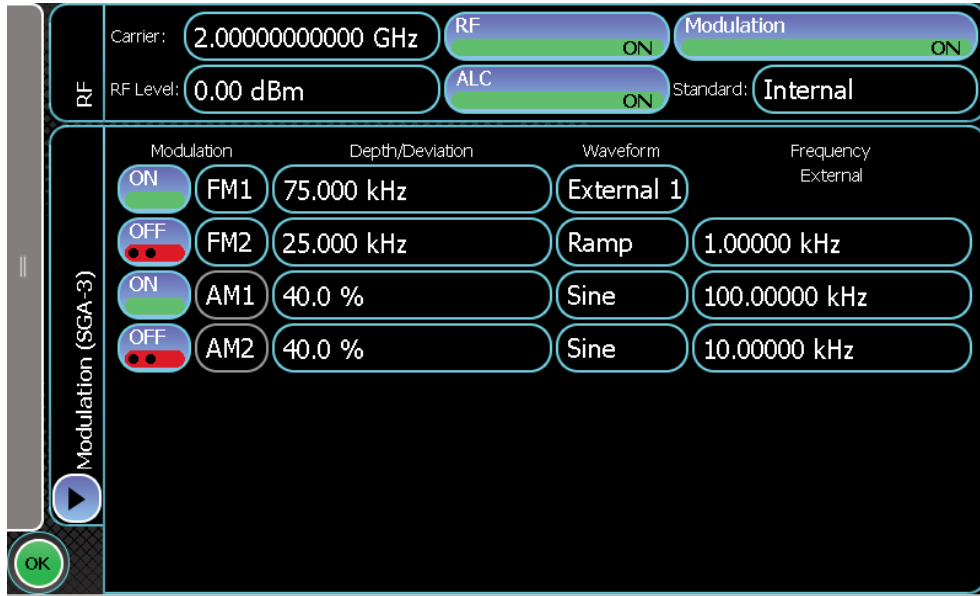 Carrier: 2.00000000000 GHz RF ON Modulation ON
RF
RF Level: 0.00 dBm ALC ON Standard: Internal
Modulation Depth/Deviation Waveform Frequency
External
ON FM1 75.000 kHz External 1
OFF FM2 25.000 kHz Ramp 1.00000 kHz
ON AM1 40.0 % Sine 100.00000 kHz
OFF AM2 40.0 % Sine 10.00000 kHz
Modulation (SGA-3)
OK